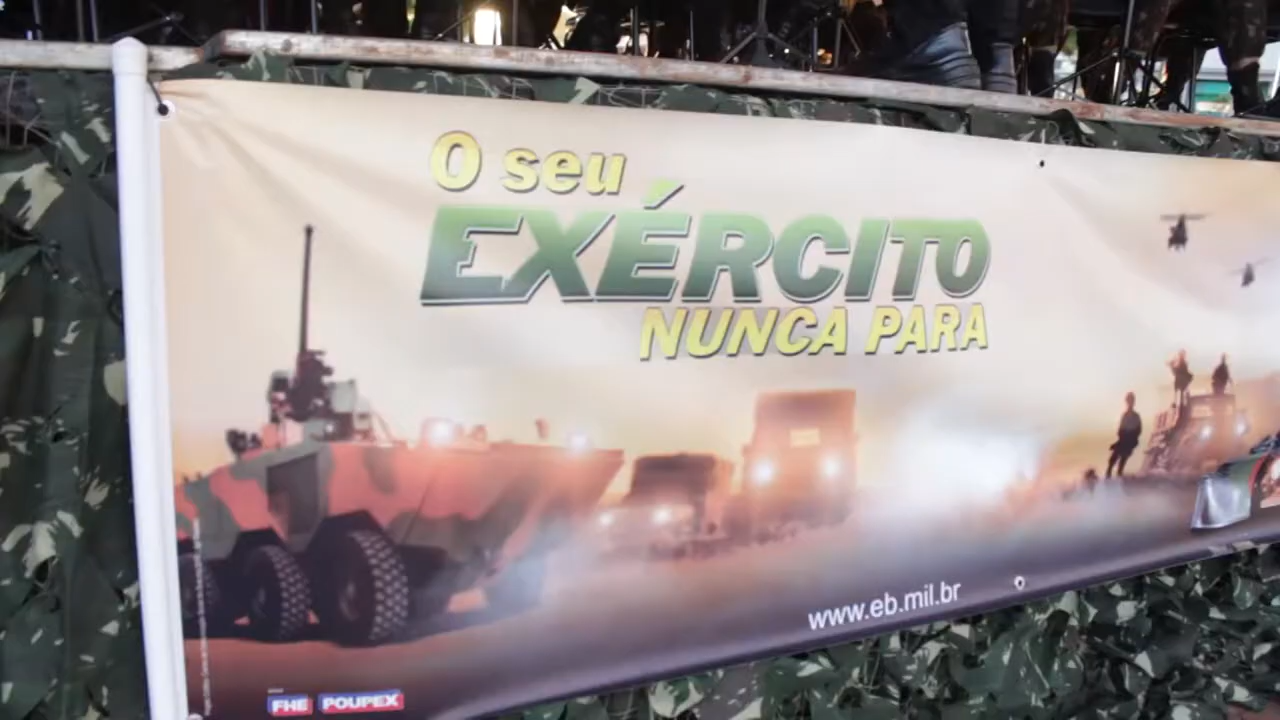 O seu
EXÉRCITO
NUNCA PARA
www.eb.mil.br
FHE POUPEX